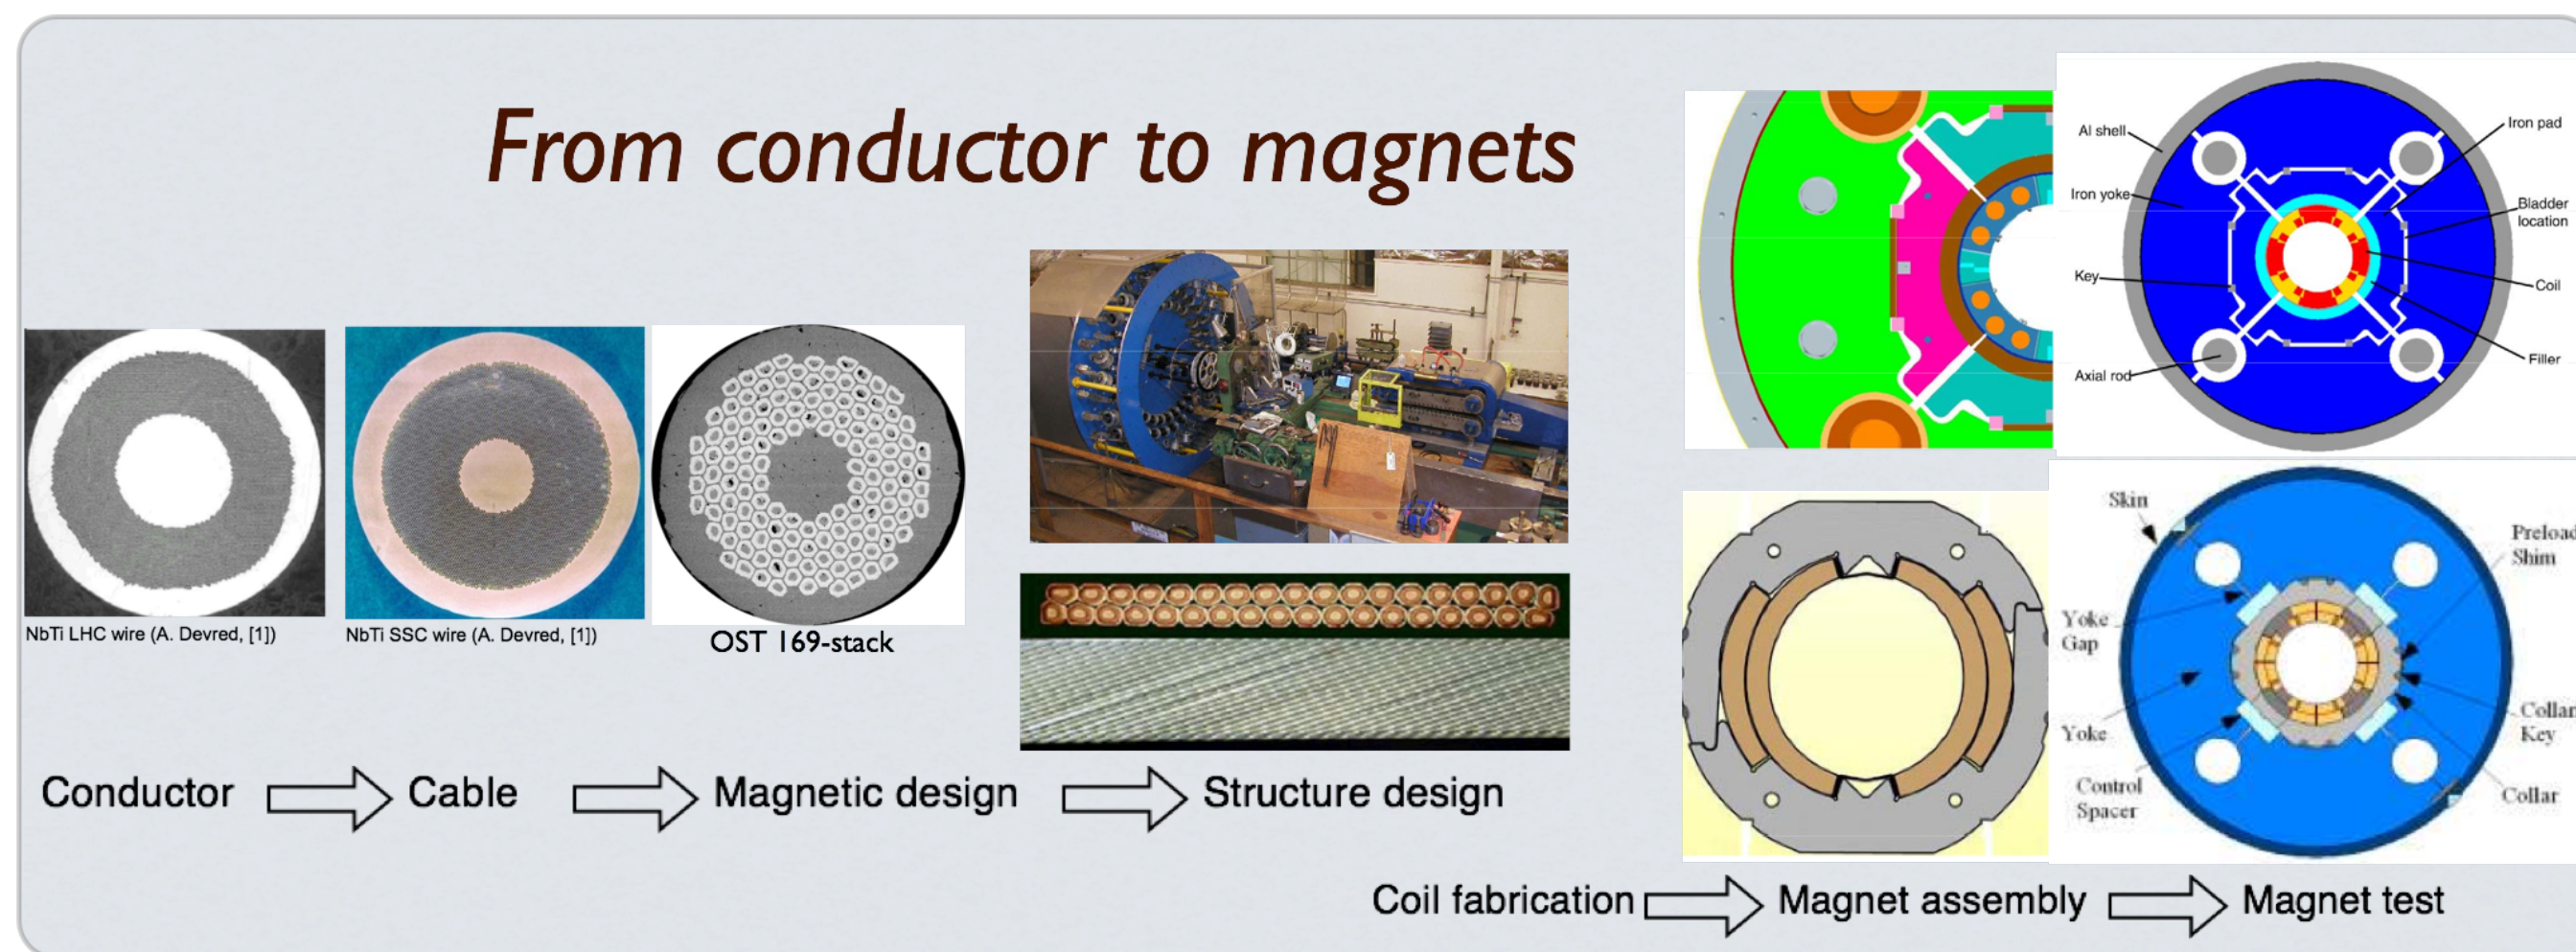 From conductor to magnets
NbTi LHC wire (A. Devred, [1])
NbTi SSC wire (A. Devred, [1])
OST 169-stack
Al shell
Iron yoke
Key
Axial rod
Iron pad
Bladder
location
Coil
Filler
Skin
Yoke
Gap
Yoke
Control
Spacer
Preload
Shim
Collar
Key
Collar
Conductor
Cable
Magnetic design
Structure design
Coil fabrication
Magnet assembly
Magnet test